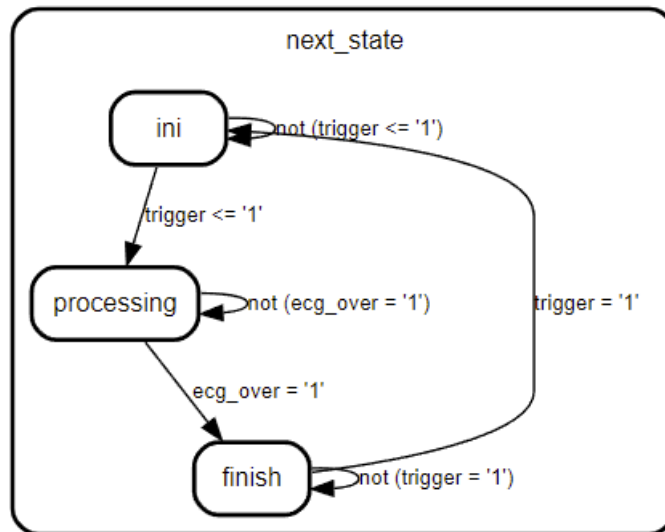 next_state
ini
not (trigger <= '1')
trigger <= '1'
processing
not (ecg_over = '1')
trigger = '1'
ecg_over = '1'
finish
not (trigger = '1')